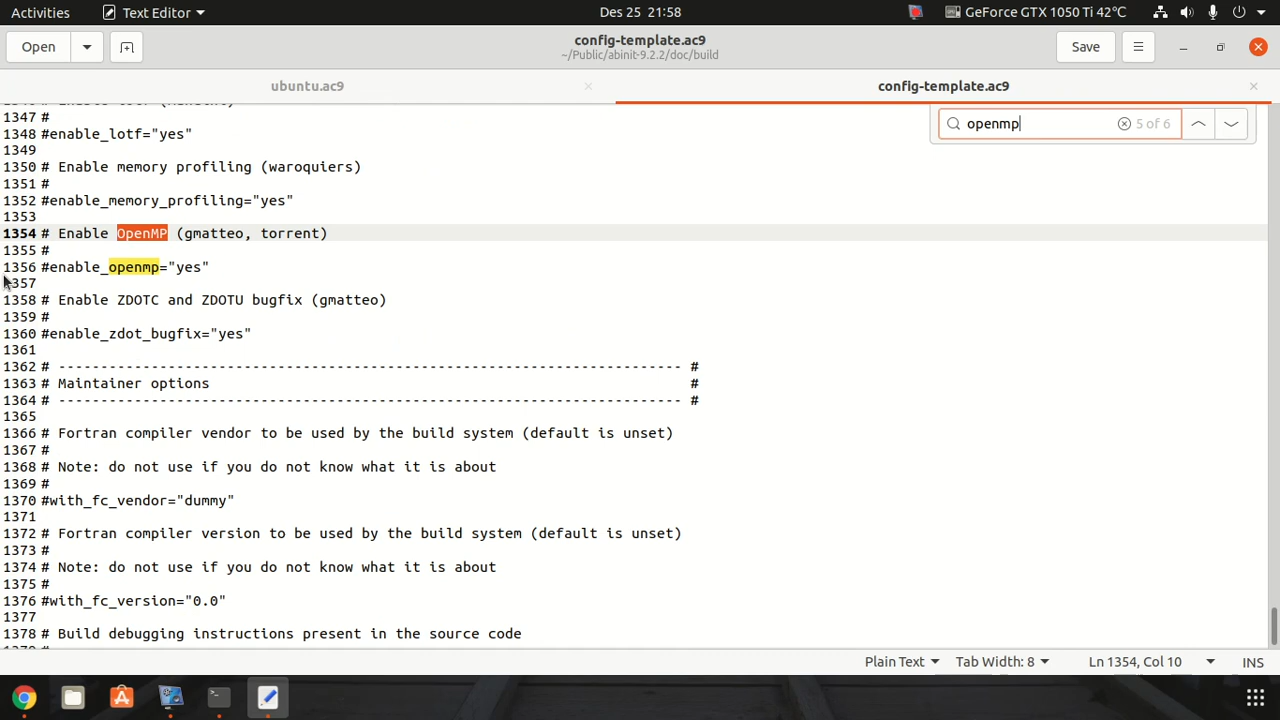 Activities Text Editor Des 25 21:58 GeForce GTX 1050 Ti 42°C
Open config-template.ac9 Save
~/Public/abinit-9.2.2/doc/build
ubuntu.ac9 config-template.ac9
openmp 5 of 6
1347 #
1348 #enable_lotf="yes"
1349
1350 # Enable memory profiling (waroquiers)
1351 #
1352 #enable_memory_profiling="yes"
1353
1354 # Enable OpenMP (gmatteo, torrent)
1355 #
1356 #enable_openmp="yes"
1357
1358 # Enable ZDOTC and ZDOTU bugfix (gmatteo)
1359 #
1360 #enable_zdot_bugfix="yes"
1361
1362 # -------------------------------------------------------------------------- #
1363 # Maintainer options #
1364 # -------------------------------------------------------------------------- #
1365
1366 # Fortran compiler vendor to be used by the build system (default is unset)
1367 #
1368 # Note: do not use if you do not know what it is about
1369 #
1370 #with_fc_vendor="dummy"
1371
1372 # Fortran compiler version to be used by the build system (default is unset)
1373 #
1374 # Note: do not use if you do not know what it is about
1375 #
1376 #with_fc_version="0.0"
1377
1378 # Build debugging instructions present in the source code
Plain Text Tab Width: 8 Ln 1354, Col 10 INS